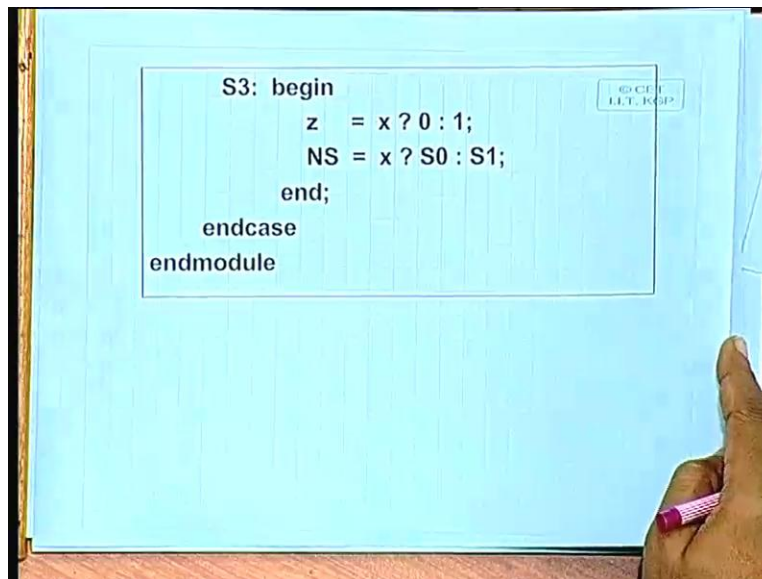 S3: begin
z = x ? 0 : 1;
NS = x ? S0 : S1;
end;
endcase
endmodule
© CET
I.I.T. KGP